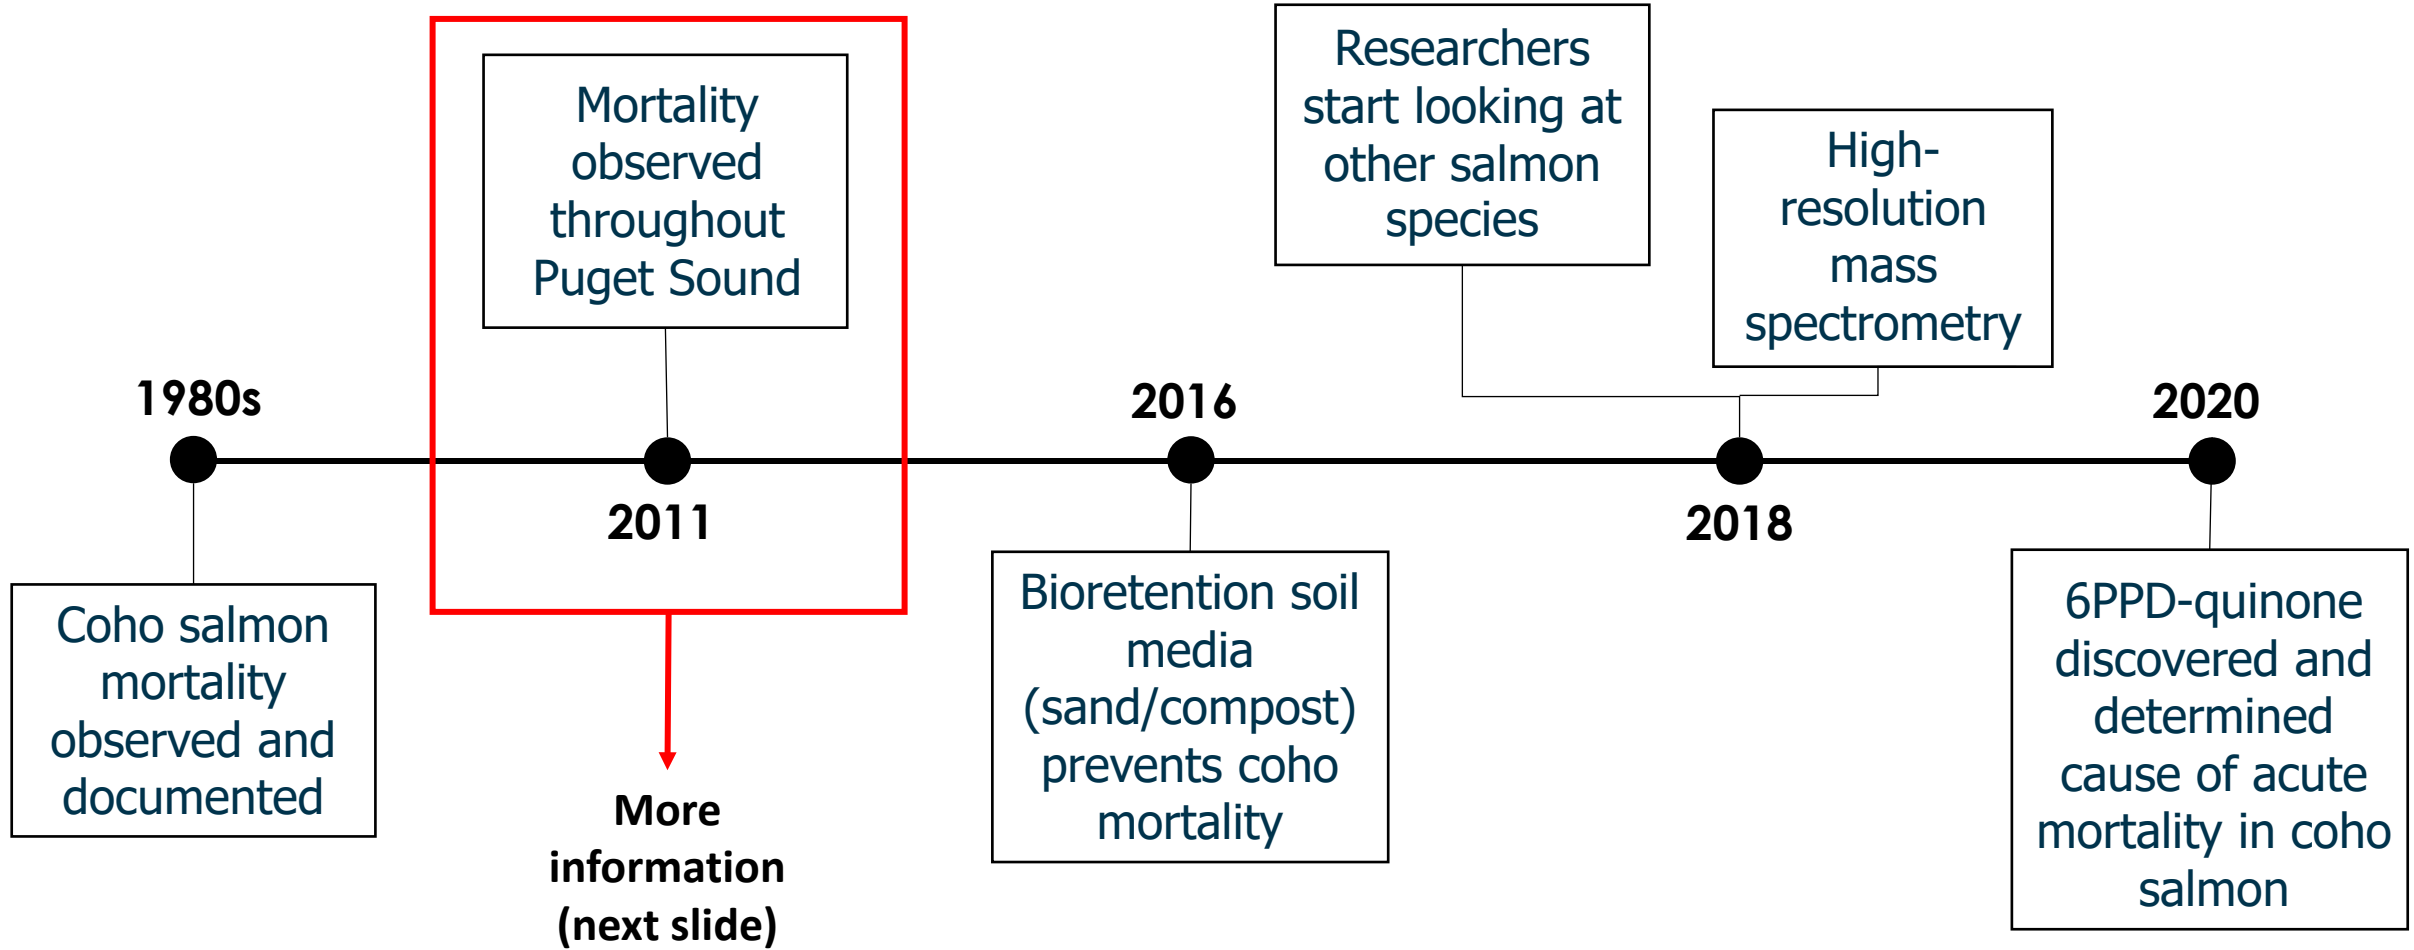 1980s
Coho salmon
mortality
observed and
documented
Mortality
observed
throughout
Puget Sound
2011
More
information
(next slide)
2016
Bioretention soil
media
(sand/compost)
prevents coho
mortality
Researchers
start looking at
other salmon
species
High-
resolution
mass
spectrometry
2018
2020
6PPD-quinone
discovered and
determined
cause of acute
mortality in coho
salmon